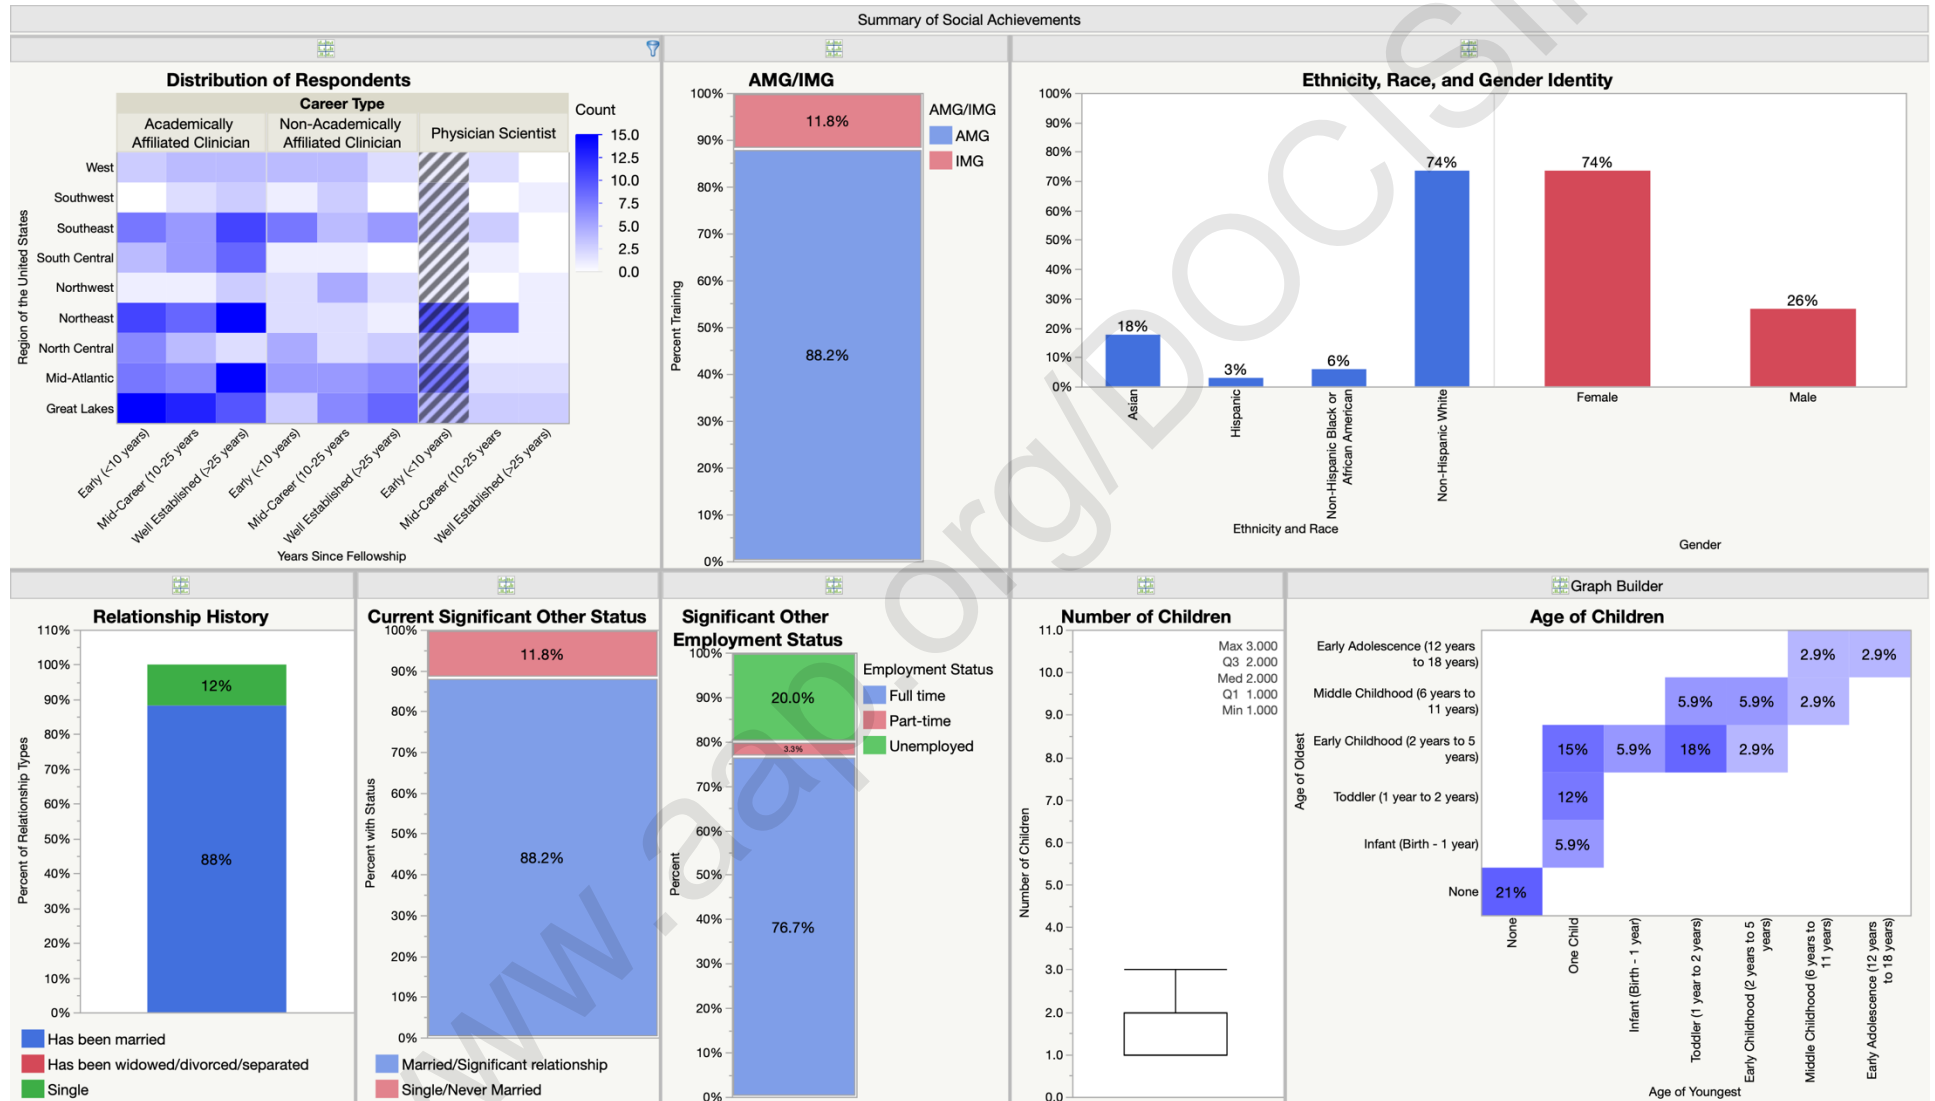 Summary of Social Achievements
Distribution of Respondents
Career Type
Academically
Affiliated Clinician
Non-Academically
Affiliated Clinician
Physician Scientist
Region of the United States
West
Southwest
Southeast
South Central
Northwest
Northeast
North Central
Mid-Atlantic
Great Lakes
Early (<10 years)
Mid-Career (10-25 years
Well Established (>25 years)
Early (<10 years)
Mid-Career (10-25 years
Well Established (>25 years)
Early (<10 years)
Mid-Career (10-25 years
Well Established (>25 years)
Years Since Fellowship
Count
15.0
12.5
10.0
7.5
5.0
2.5
0.0
AMG/IMG
Percent Training
100%
90%
80%
70%
60%
50%
40%
30%
20%
10%
0%
11.8%
88.2%
AMG/IMG
AMG
IMG
Ethnicity, Race, and Gender Identity
100%
90%
80%
70%
60%
50%
40%
30%
20%
10%
0%
18%
3%
6%
74%
74%
26%
Asian
Hispanic
Non-Hispanic Black or
African American
Non-Hispanic White
Female
Male
Ethnicity and Race
Gender
Relationship History
Percent of Relationship Types
110%
100%
90%
80%
70%
60%
50%
40%
30%
20%
10%
0%
12%
88%
Has been married
Has been widowed/divorced/separated
Single
Current Significant Other Status
Percent with Status
100%
90%
80%
70%
60%
50%
40%
30%
20%
10%
0%
11.8%
88.2%
Married/Significant relationship
Single/Never Married
Significant Other
Employment Status
Percent
100%
90%
80%
70%
60%
50%
40%
30%
20%
10%
0%
20.0%
3.3%
76.7%
Employment Status
Full time
Part-time
Unemployed
Number of Children
Number of Children
11.0
10.0
9.0
8.0
7.0
6.0
5.0
4.0
3.0
2.0
1.0
0.0
Max 3.000
Q3 2.000
Med 2.000
Q1 1.000
Min 1.000
Graph Builder
Age of Children
Age of Oldest
Early Adolescence (12 years
to 18 years)
2.9% 2.9%
Middle Childhood (6 years to
11 years)
5.9% 5.9% 2.9%
Early Childhood (2 years to 5
years)
15% 5.9% 18% 2.9%
Toddler (1 year to 2 years)
12%
Infant (Birth - 1 year)
5.9%
None
21%
None
One Child
Infant (Birth - 1 year)
Toddler (1 year to 2 years)
Early Childhood (2 years to 5
years)
Middle Childhood (6 years to
11 years)
Early Adolescence (12 years
to 18 years)
Age of Youngest